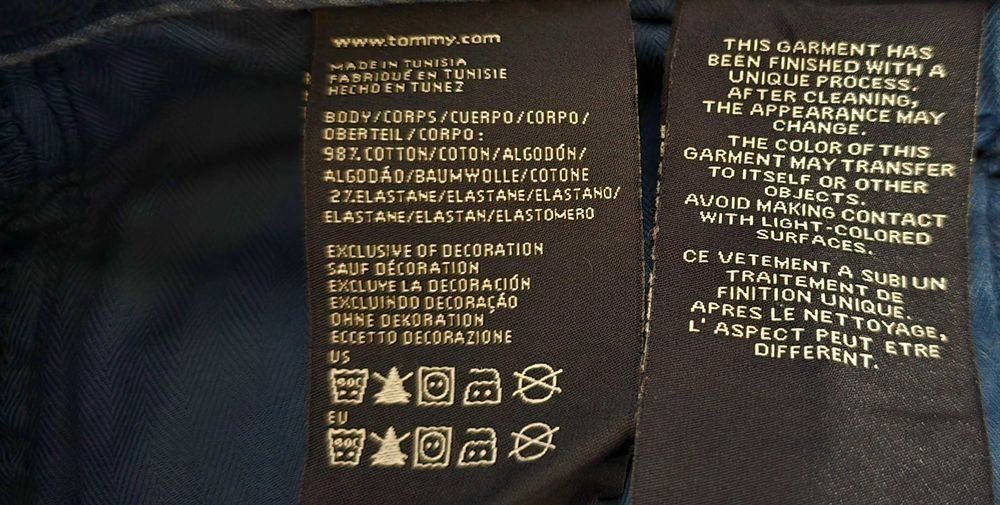 www.tommy.com
MADE IN TUNISIA
FABRIQUÉ EN TUNISIE
HECHO EN TUNEZ
BODY/CORPS/CUERPO/CORPO/
OBERTEIL/CORPO:
98% COTTON/COTON/ALGODÓN/
ALGODÃO/BAUMWOLLE/COTONE
2% ELASTANE/ELASTANE/ELASTANO/
ELASTANE/ELASTAN/ELASTOMERO
EXCLUSIVE OF DECORATION
SAUF DÉCORATION
EXCLUYE LA DECORACIÓN
EXCLUINDO DECORAÇÃO
OHNE DEKORATION
ECCETTO DECORAZIONE
US
EU
THIS GARMENT HAS
BEEN FINISHED WITH A
UNIQUE PROCESS.
AFTER CLEANING,
THE APPEARANCE MAY
CHANGE.
THE COLOR OF THIS
GARMENT MAY TRANSFER
TO ITSELF OR OTHER
OBJECTS.
AVOID MAKING CONTACT
WITH LIGHT-COLORED
SURFACES.
CE VETEMENT A SUBI UN
TRAITEMENT DE
FINITION UNIQUE.
APRES LE NETTOYAGE,
L'ASPECT PEUT ETRE
DIFFERENT.